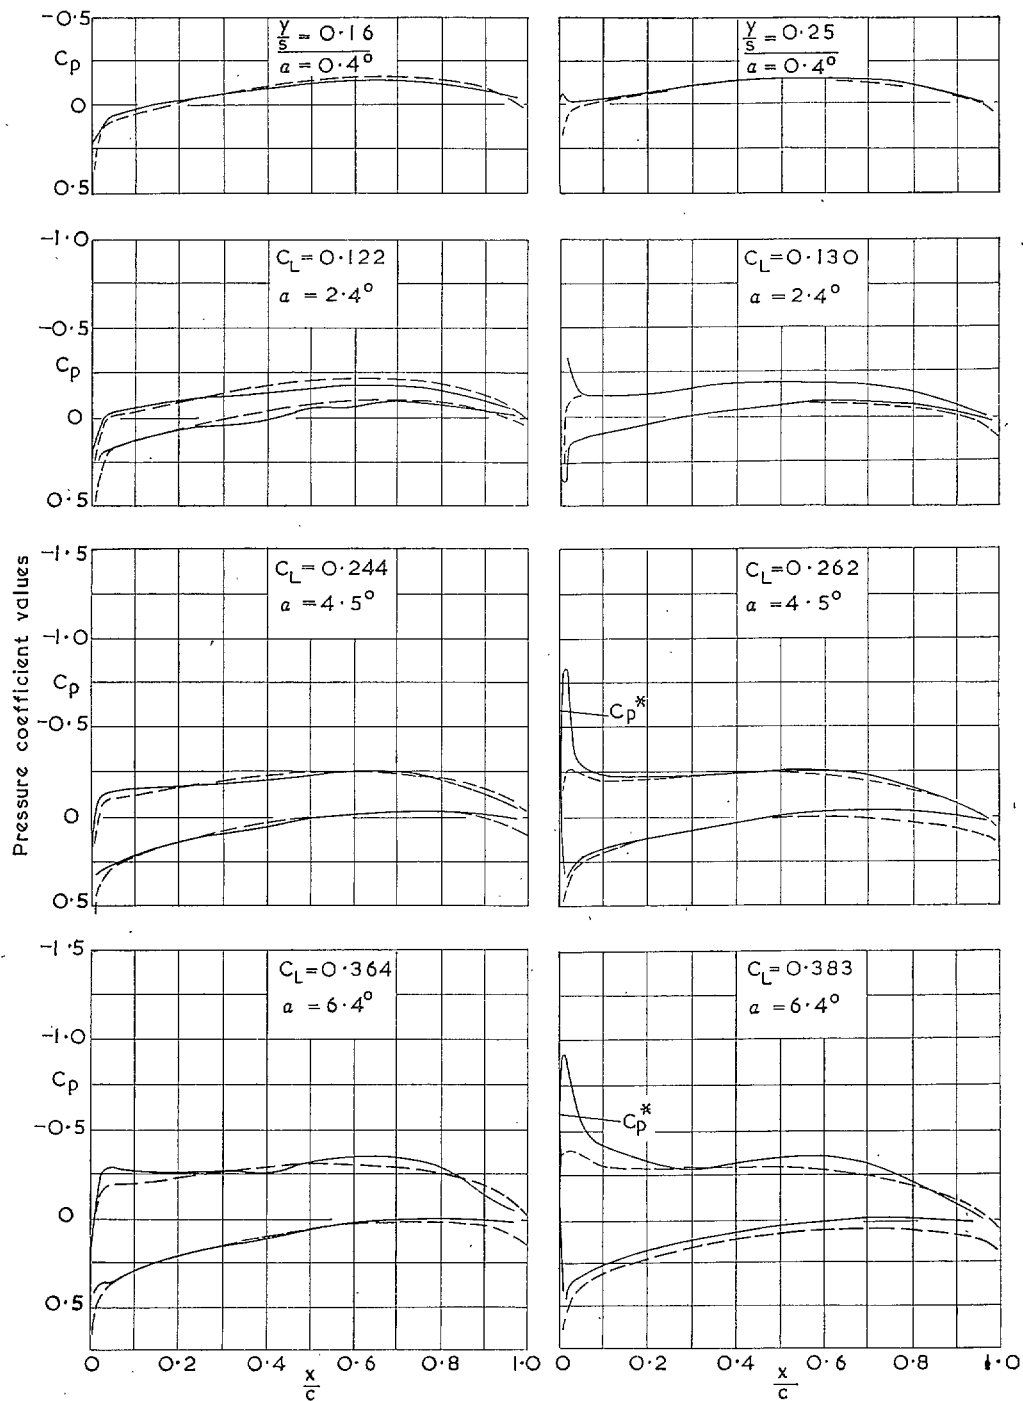 -0.5
Cp
0
0.5
y/s = 0.16
α = 0.4°
y/s = 0.25
α = 0.4°
-1.0
-0.5
Cp
0
0.5
CL = 0.122
α = 2.4°
CL = 0.130
α = 2.4°
Pressure coefficient values
-1.5
-1.0
Cp
-0.5
0
0.5
CL = 0.244
α = 4.5°
CL = 0.262
α = 4.5°
Cp*
-1.5
-1.0
Cp
-0.5
0
0.5
CL = 0.364
α = 6.4°
CL = 0.383
α = 6.4°
Cp*
0 0.2 0.4 0.6 0.8 1.0
x/c
0 0.2 0.4 0.6 0.8 1.0
x/c